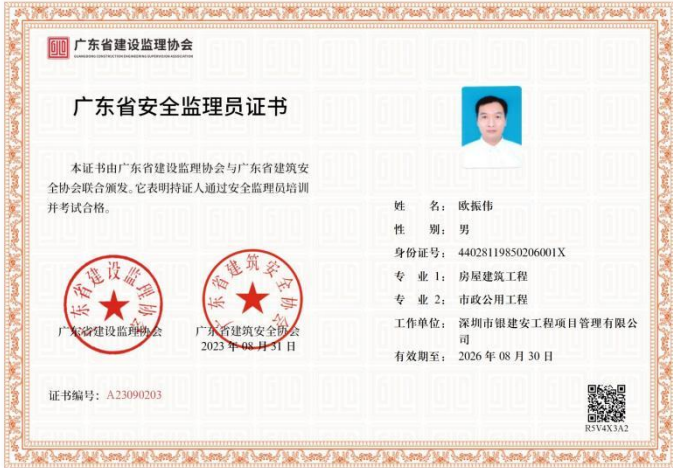 广东省建设监理协会
GUANGDONG CONSTRUCTION ENGINEERING SUPERVISION ASSOCIATION
广东省安全监理员证书
本证书由广东省建设监理协会与广东省建筑安
全协会联合颁发。它表明持证人通过安全监理员培训
并考试合格。
广东省建设监理协会
广东省建筑安全协会
2023 年 08 月 31 日
证书编号：A23090203
姓 名：欧振伟
性 别：男
身份证号：44028119850206001X
专 业 1：房屋建筑工程
专 业 2：市政公用工程
工作单位：深圳市银建安工程项目管理有限公
司
有效期至：2026 年 08 月 30 日
R5V4X3A2